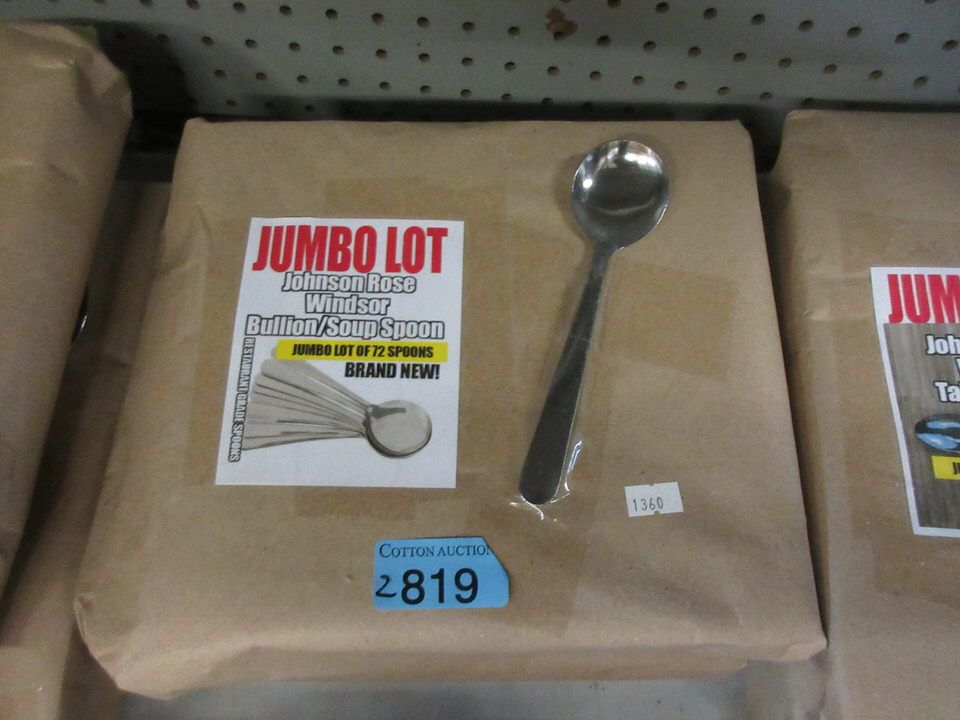 JUMBO LOT
Johnson Rose
Windsor
Bullion/Soup Spoon
JUMBO LOT OF 72 SPOONS
BRAND NEW!
RESTAURANT GRADE SPOONS
1360
COTTON AUCTIO
2819
JUM
Joh
Ta